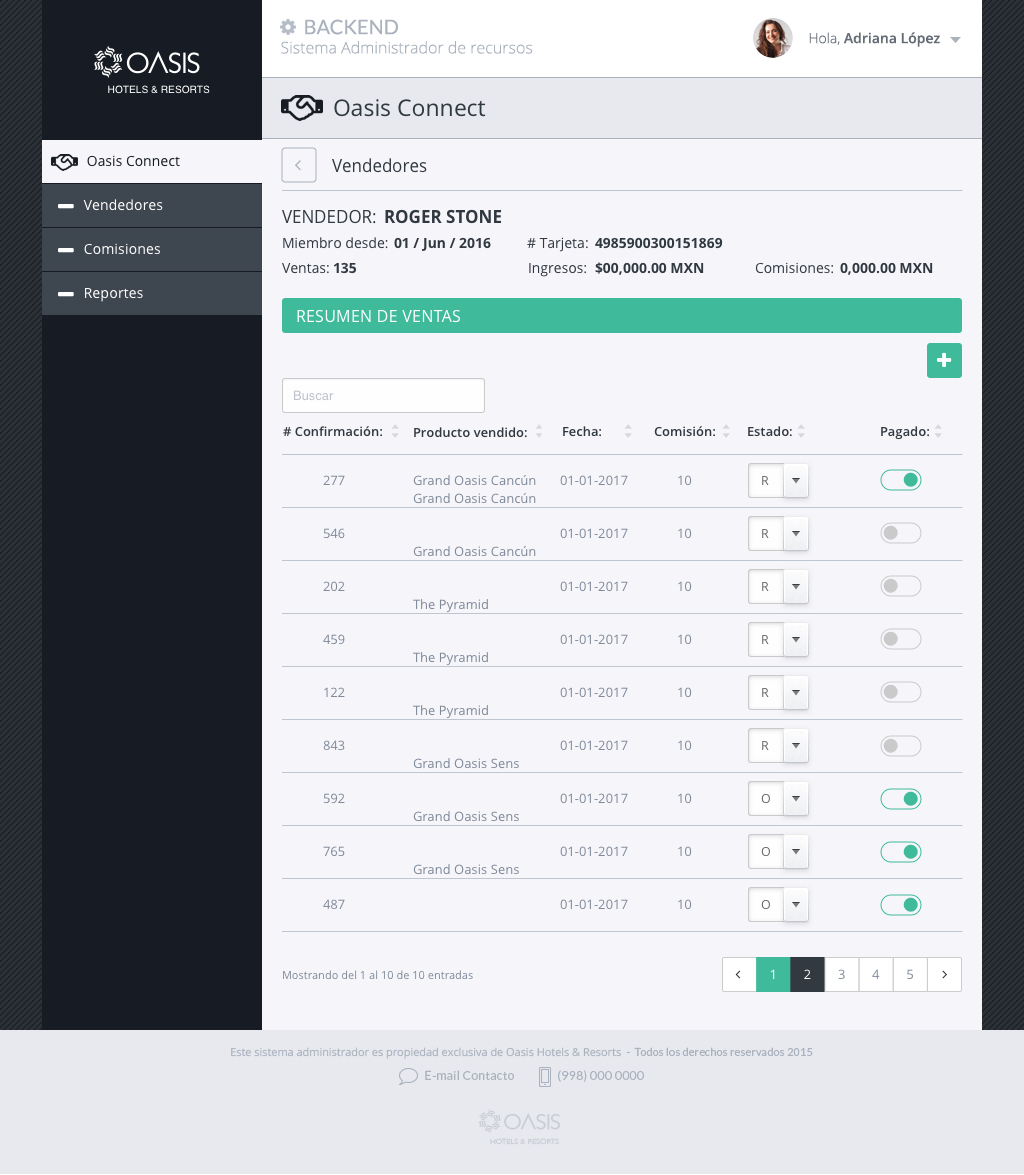 BACKEND
Sistema Administrador de recursos
Hola, Adriana López
OASIS
HOTELS & RESORTS
Oasis Connect
Oasis Connect
Vendedores
Comisiones
Reportes
Vendedores
VENDEDOR: ROGER STONE
Miembro desde: 01 / Jun / 2016 # Tarjeta: 4985900300151869
Ventas: 135 Ingresos: $00,000.00 MXN Comisiones: 0,000.00 MXN
RESUMEN DE VENTAS
+
Buscar
# Confirmación: Producto vendido: Fecha: Comisión: Estado: Pagado:
277 Grand Oasis Cancún 01-01-2017 10 R
Grand Oasis Cancún
546 01-01-2017 10 R
Grand Oasis Cancún
202 01-01-2017 10 R
The Pyramid
459 01-01-2017 10 R
The Pyramid
122 01-01-2017 10 R
The Pyramid
843 01-01-2017 10 R
Grand Oasis Sens
592 01-01-2017 10 O
Grand Oasis Sens
765 01-01-2017 10 O
Grand Oasis Sens
487 01-01-2017 10 O
Mostrando del 1 al 10 de 10 entradas
‹ 1 2 3 4 5 ›
Este sistema administrador es propiedad exclusiva de Oasis Hotels & Resorts - Todos los derechos reservados 2015
E-mail Contacto (998) 000 0000
OASIS
HOTELS & RESORTS